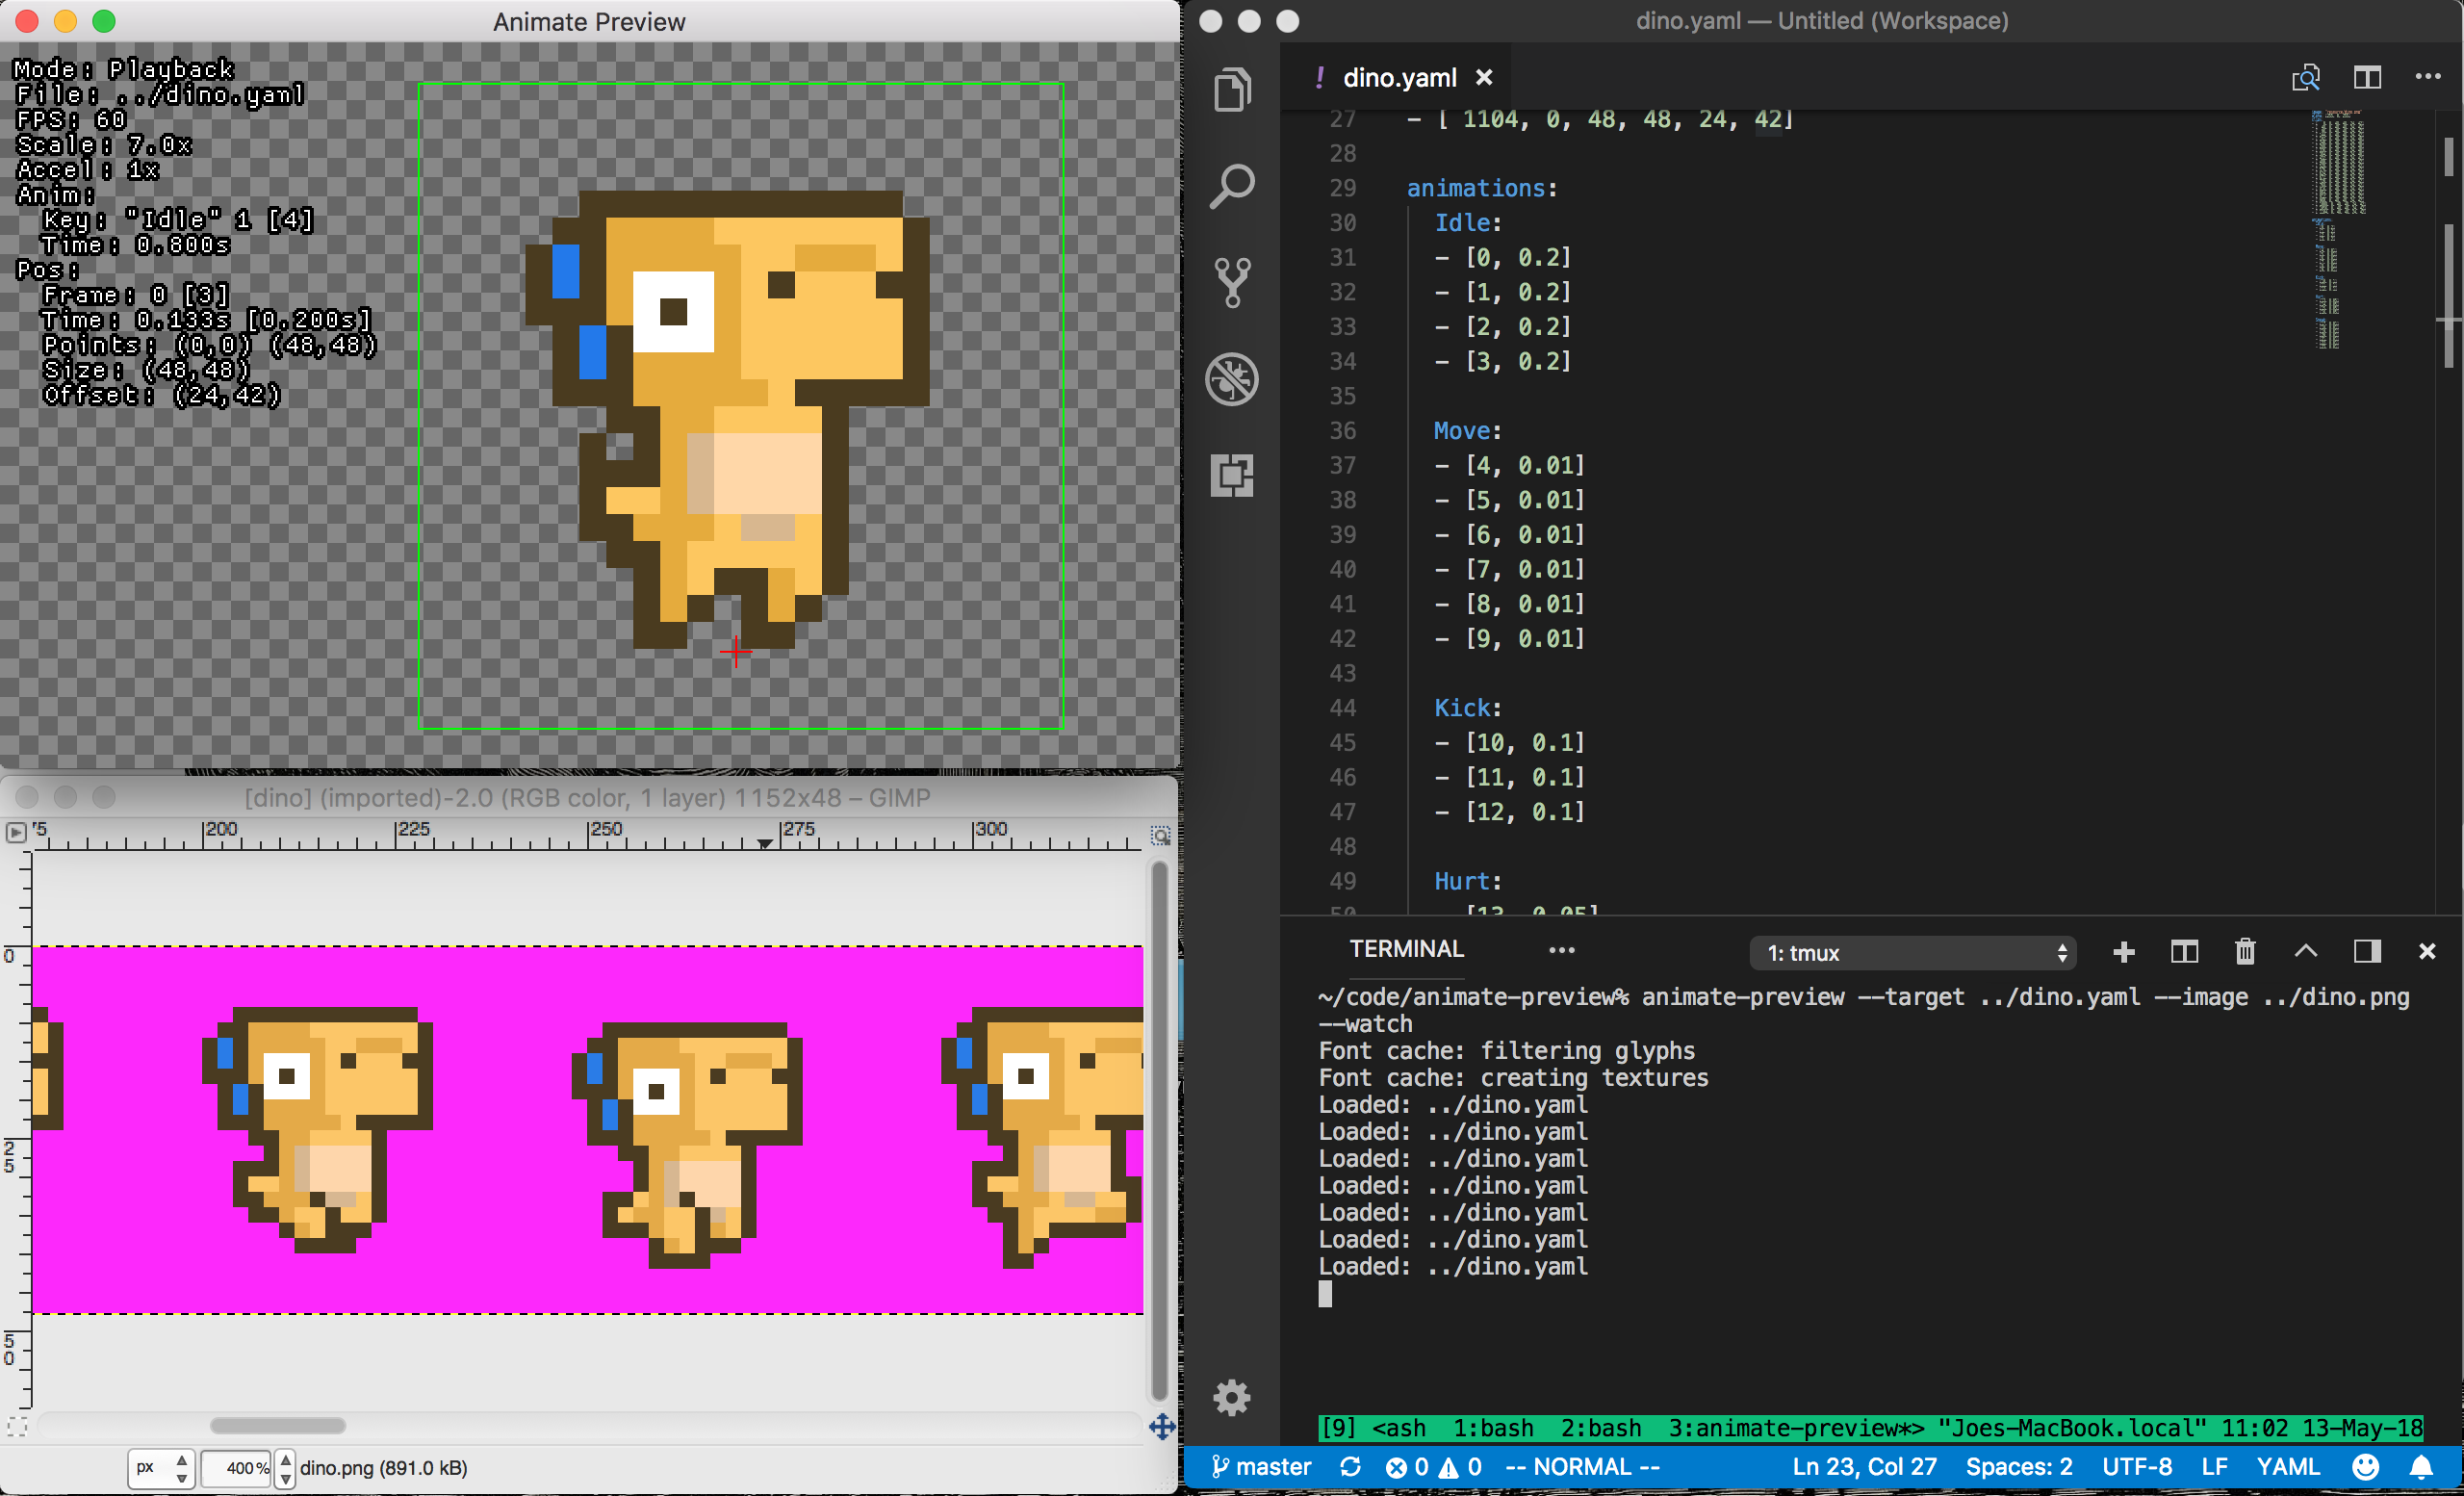 Animate Preview
Mode: Playback
File: ../dino.yaml
FPS: 60
Scale: 7.0x
Accel: 1x
Anim:
Key: "Idle" 1 [4]
Time: 0.800s
Pos:
Frame: 0 [3]
Time: 0.133s [0.200s]
Points: (0,0) (48,48)
Size: (48,48)
Offset: (24,42)
[dino] (imported)-2.0 (RGB color, 1 layer) 1152x48 – GIMP
200 225 250 275 300
0
25
50
px 400% dino.png (891.0 kB)
dino.yaml — Untitled (Workspace)
! dino.yaml
27 - [ 1104, 0, 48, 48, 24, 42]
28
29 animations:
30 Idle:
31 - [0, 0.2]
32 - [1, 0.2]
33 - [2, 0.2]
34 - [3, 0.2]
35
36 Move:
37 - [4, 0.01]
38 - [5, 0.01]
39 - [6, 0.01]
40 - [7, 0.01]
41 - [8, 0.01]
42 - [9, 0.01]
43
44 Kick:
45 - [10, 0.1]
46 - [11, 0.1]
47 - [12, 0.1]
48
49 Hurt:
50 - [13, 0.05]
TERMINAL ••• 1: tmux
~/code/animate-preview% animate-preview --target ../dino.yaml --image ../dino.png
--watch
Font cache: filtering glyphs
Font cache: creating textures
Loaded: ../dino.yaml
Loaded: ../dino.yaml
Loaded: ../dino.yaml
Loaded: ../dino.yaml
Loaded: ../dino.yaml
Loaded: ../dino.yaml
Loaded: ../dino.yaml
[9] <ash 1:bash 2:bash 3:animate-preview*> "Joes-MacBook.local" 11:02 13-May-18
master 0 0 -- NORMAL -- Ln 23, Col 27 Spaces: 2 UTF-8 LF YAML